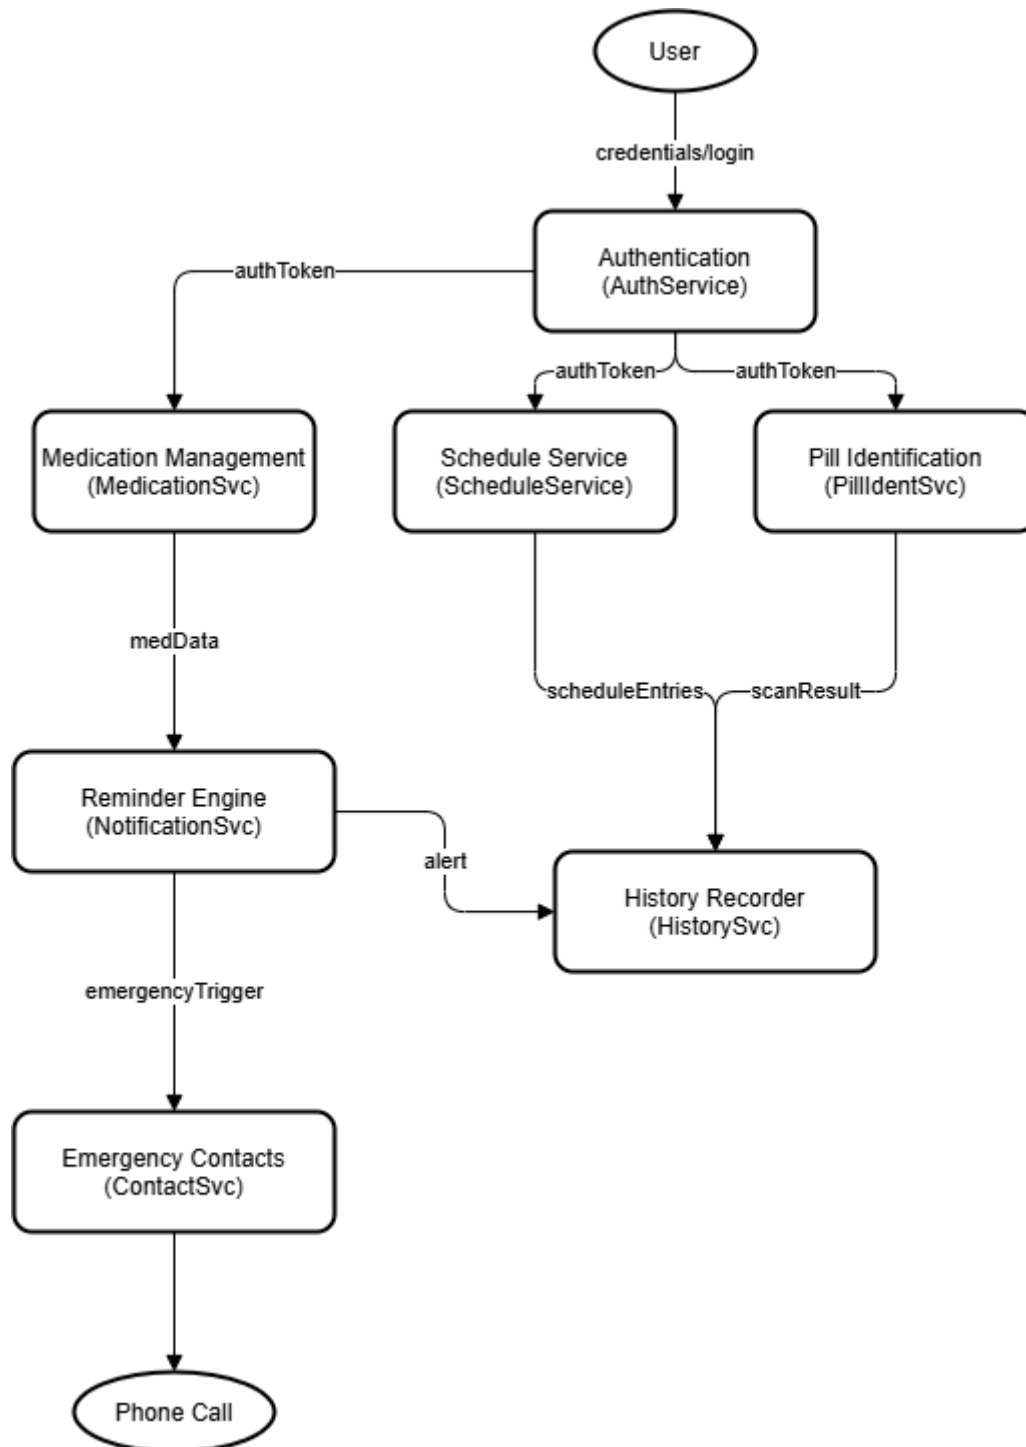 User
credentials/login
Authentication
(AuthService)
authToken
authToken
authToken
Medication Management
(MedicationSvc)
Schedule Service
(ScheduleService)
Pill Identification
(PillIdentSvc)
medData
scheduleEntries
scanResult
Reminder Engine
(NotificationSvc)
alert
History Recorder
(HistorySvc)
emergencyTrigger
Emergency Contacts
(ContactSvc)
Phone Call